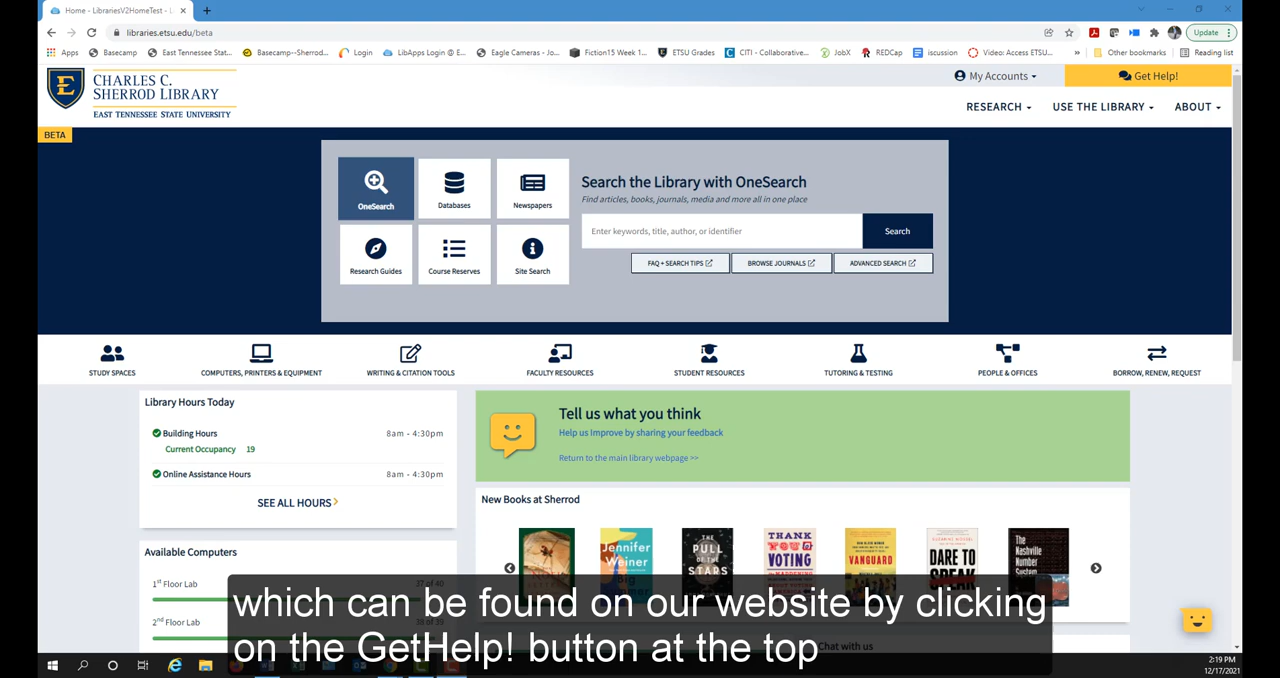 Home - LibrariesV2HomeTest - L
libraries.etsu.edu/beta
Update
Apps
Basecamp
East Tennessee Stat...
Basecamp--Sherrod...
Login
LibApps Login @ E...
Eagle Cameras - Jo...
Fiction15 Week 1...
ETSU Grades
CITI - Collaborative...
JobX
REDCap
iscussion
Video: Access ETSU...
»
Other bookmarks
Reading list
CHARLES C.
SHERROD LIBRARY
EAST TENNESSEE STATE UNIVERSITY
My Accounts
Get Help!
RESEARCH
USE THE LIBRARY
ABOUT
BETA
OneSearch
Databases
Newspapers
Research Guides
Course Reserves
Site Search
Search the Library with OneSearch
Find articles, books, journals, media and more all in one place
Enter keywords, title, author, or identifier
Search
FAQ + SEARCH TIPS
BROWSE JOURNALS
ADVANCED SEARCH
STUDY SPACES
COMPUTERS, PRINTERS & EQUIPMENT
WRITING & CITATION TOOLS
FACULTY RESOURCES
STUDENT RESOURCES
TUTORING & TESTING
PEOPLE & OFFICES
BORROW, RENEW, REQUEST
Library Hours Today
Building Hours 8am - 4:30pm
Current Occupancy 19
Online Assistance Hours 8am - 4:30pm
SEE ALL HOURS
Tell us what you think
Help us Improve by sharing your feedback
Return to the main library webpage >>
New Books at Sherrod
Jennifer
Weiner
THE
PULL
OF THE
STARS
THANK
YOU
VOTING
DARE TO
SPEAK
The
Nashville
Number
System
Available Computers
1st Floor Lab
2nd Floor Lab
which can be found on our website by clicking
on the GetHelp! button at the top
Chat with us
2:19 PM
12/17/2021